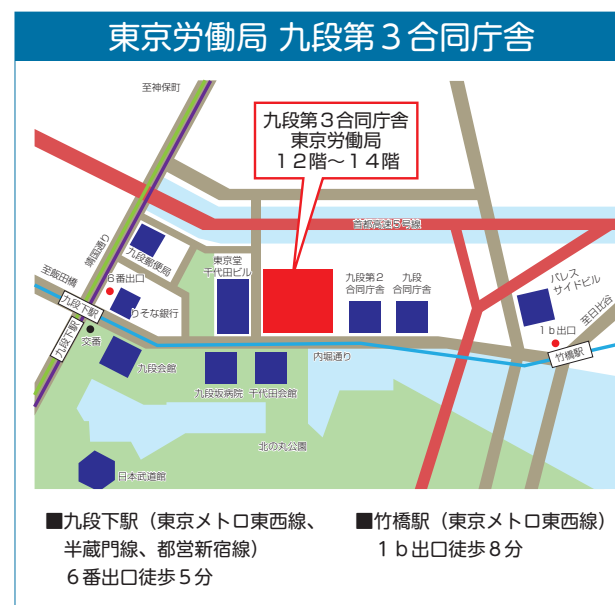 東京労働局 九段第３合同庁舎
至神保町
九段第３合同庁舎
東京労働局
１２階～１４階
首都高速５号線
靖国通り
九段郵便局
東京堂
千代田ビル
九段第２
合同庁舎
九段
合同庁舎
パレス
サイドビル
至飯田橋
６番出口
九段下駅
りそな銀行
至日比谷
１ｂ出口
九段下駅
交番
内堀通り
竹橋駅
九段会館
九段坂病院
千代田会館
北の丸公園
日本武道館
■九段下駅（東京メトロ東西線、
半蔵門線、都営新宿線）
６番出口徒歩５分
■竹橋駅（東京メトロ東西線）
１ｂ出口徒歩８分